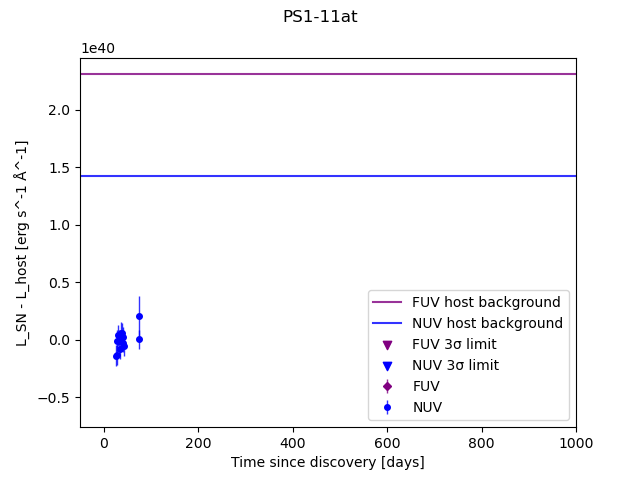 PS1-11at
1e40
2.0
1.5
1.0
0.5
0.0
−0.5
L_SN - L_host [erg s^-1 Å^-1]
0
200
400
600
800
1000
Time since discovery [days]
FUV host background
NUV host background
FUV 3σ limit
NUV 3σ limit
FUV
NUV